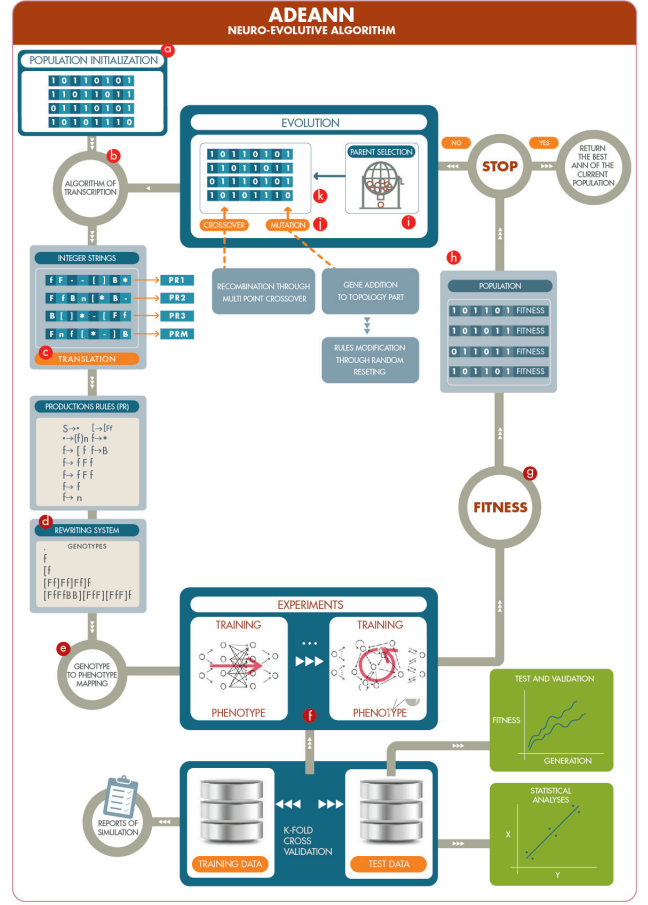 ADEANN
NEURO-EVOLUTIVE ALGORITHM
a
POPULATION INITIALIZATION
1 0 1 1 0 1 0 1
1 1 0 1 1 0 1 1
0 1 1 1 0 1 0 1
1 0 1 0 1 1 1 0
b
ALGORITHM OF
TRANSCRIPTION
EVOLUTION
1 0 1 1 0 1 0 1
1 1 0 1 1 0 1 1
0 1 1 1 0 1 0 1
1 0 1 0 1 1 1 0
k
PARENT SELECTION
i
CROSSOVER
MUTATION
j
RECOMBINATION THROUGH
MULTI POINT CROSSOVER
GENE ADDITION
TO TOPOLOGY PART
RULES MODIFICATION
THROUGH RANDOM
RESETING
NO
STOP
YES
RETURN
THE BEST
ANN OF THE
CURRENT
POPULATION
INTEGER STRINGS
f F - - [ ] B * PR1
F f B n [ * B - PR2
B [ ] * - [ F f PR3
F n f [ * - ] B PRM
c
TRANSLATION
h
POPULATION
1 0 1 1 0 1 FITNESS
1 0 1 0 1 1 FITNESS
0 1 1 0 1 1 FITNESS
1 0 1 1 0 1 FITNESS
PRODUCTIONS RULES (PR)
S→• [→[Ff
•→(f)n f→*
f→ [ f f→B
f→ f F f
f→ f F f
f→ f
f→ n
g
FITNESS
d
REWRITING SYSTEM
GENOTYPES
.
f
[f
[Ff]Ff]Ff]f
[FfFfBB][FfF][FfF]f
e
GENOTYPE
TO PHENOTYPE
MAPPING
EXPERIMENTS
TRAINING
PHENOTYPE
...
TRAINING
PHENOTYPE
f
TEST AND VALIDATION
FITNESS
GENERATION
REPORTS OF
SIMULATION
TRAINING DATA
K-FOLD
CROSS
VALIDATION
TEST DATA
STATISTICAL
ANALYSES
X
Y